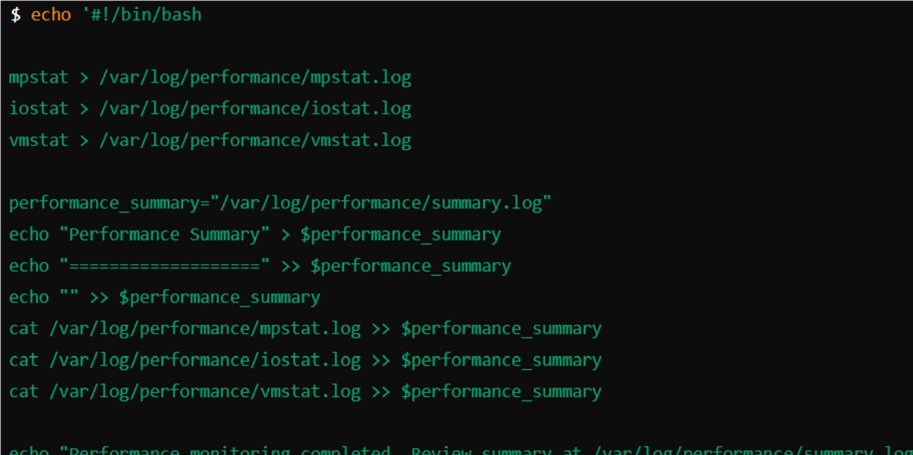 $ echo '#!/bin/bash
mpstat > /var/log/performance/mpstat.log
iostat > /var/log/performance/iostat.log
vmstat > /var/log/performance/vmstat.log
performance_summary="/var/log/performance/summary.log"
echo "Performance Summary" > $performance_summary
echo "===================" >> $performance_summary
echo "" >> $performance_summary
cat /var/log/performance/mpstat.log >> $performance_summary
cat /var/log/performance/iostat.log >> $performance_summary
cat /var/log/performance/vmstat.log >> $performance_summary
echo "Performance monitoring completed. Review summary at /var/log/performance/summary.log